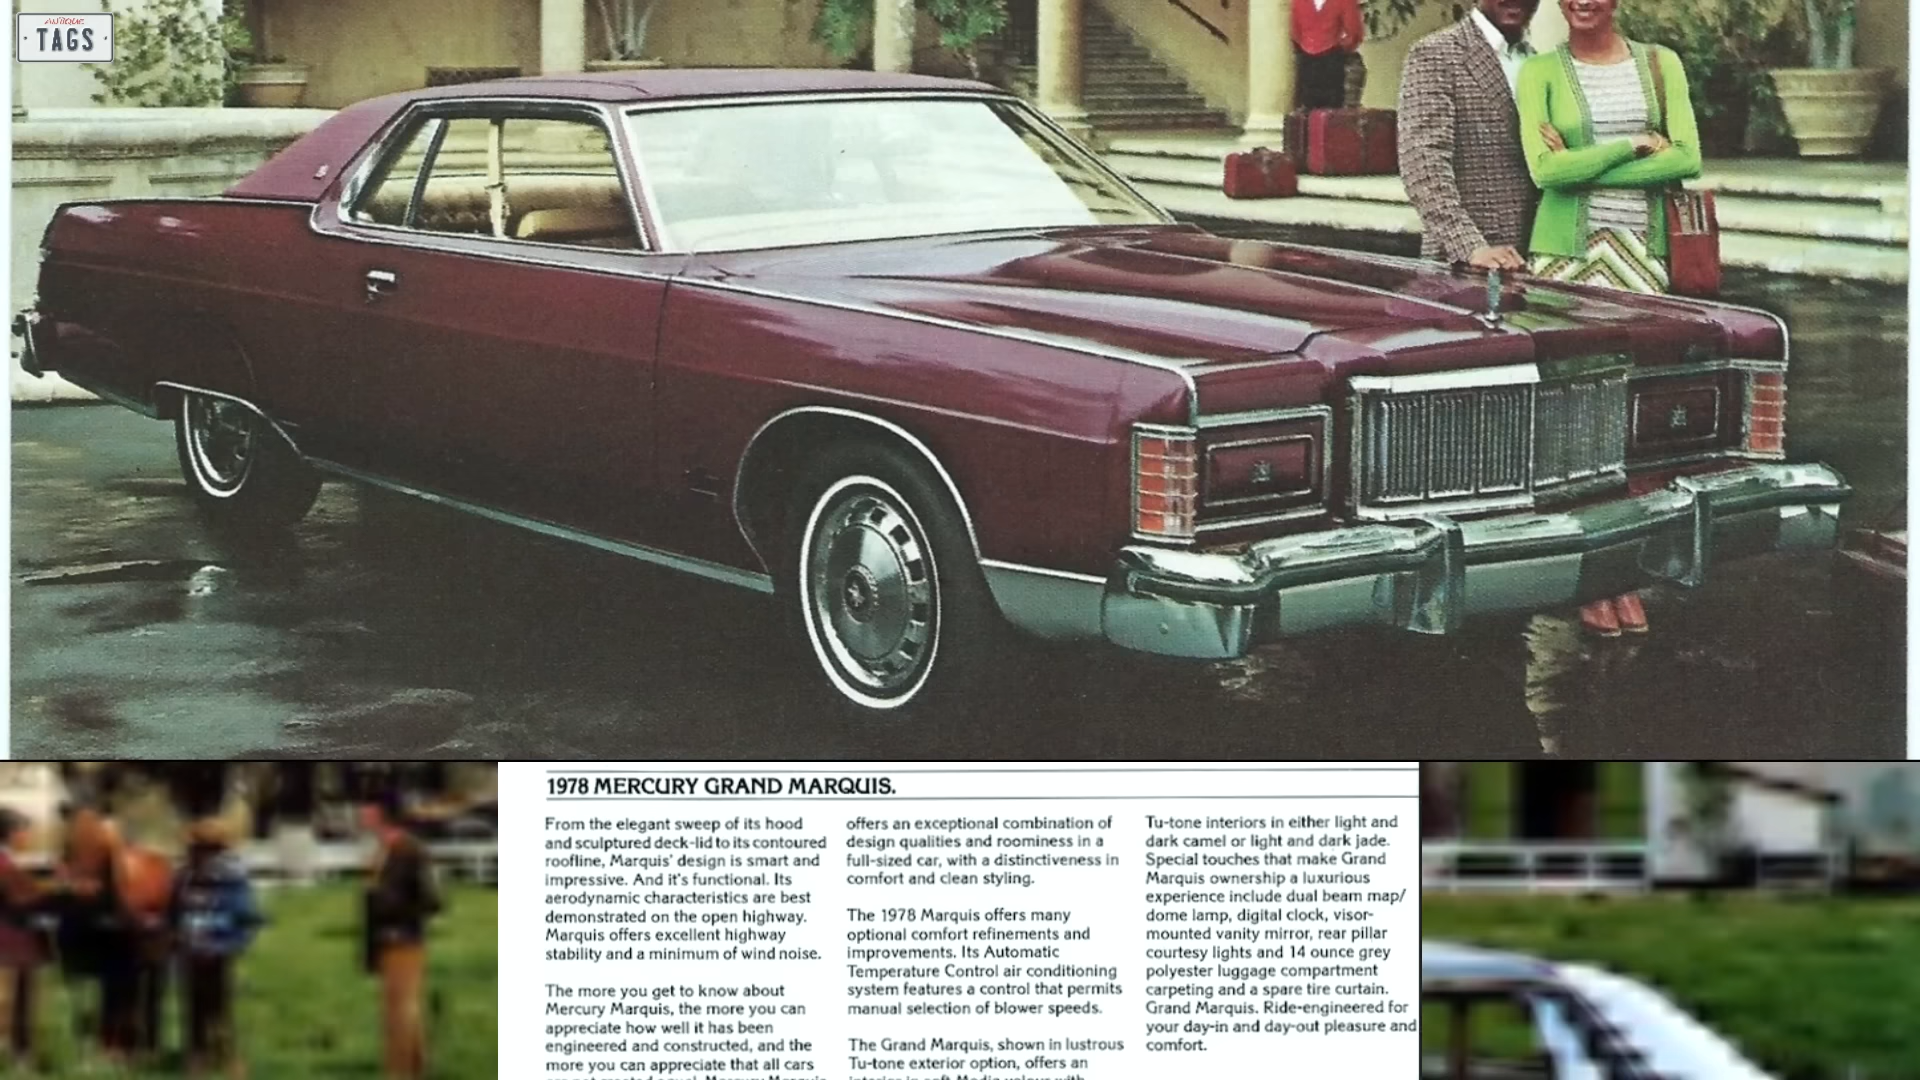 ANTIQUE
TAGS
1978 MERCURY GRAND MARQUIS.
From the elegant sweep of its hood
and sculptured deck-lid to its contoured
roofline, Marquis' design is smart and
impressive. And it's functional. Its
aerodynamic characteristics are best
demonstrated on the open highway.
Marquis offers excellent highway
stability and a minimum of wind noise.
The more you get to know about
Mercury Marquis, the more you can
appreciate how well it has been
engineered and constructed, and the
more you can appreciate that all cars
offers an exceptional combination of
design qualities and roominess in a
full-sized car, with a distinctiveness in
comfort and clean styling.
The 1978 Marquis offers many
optional comfort refinements and
improvements. Its Automatic
Temperature Control air conditioning
system features a control that permits
manual selection of blower speeds.
The Grand Marquis, shown in lustrous
Tu-tone exterior option, offers an
Tu-tone interiors in either light and
dark camel or light and dark jade.
Special touches that make Grand
Marquis ownership a luxurious
experience include dual beam map/
dome lamp, digital clock, visor-
mounted vanity mirror, rear pillar
courtesy lights and 14 ounce grey
polyester luggage compartment
carpeting and a spare tire curtain.
Grand Marquis. Ride-engineered for
your day-in and day-out pleasure and
comfort.